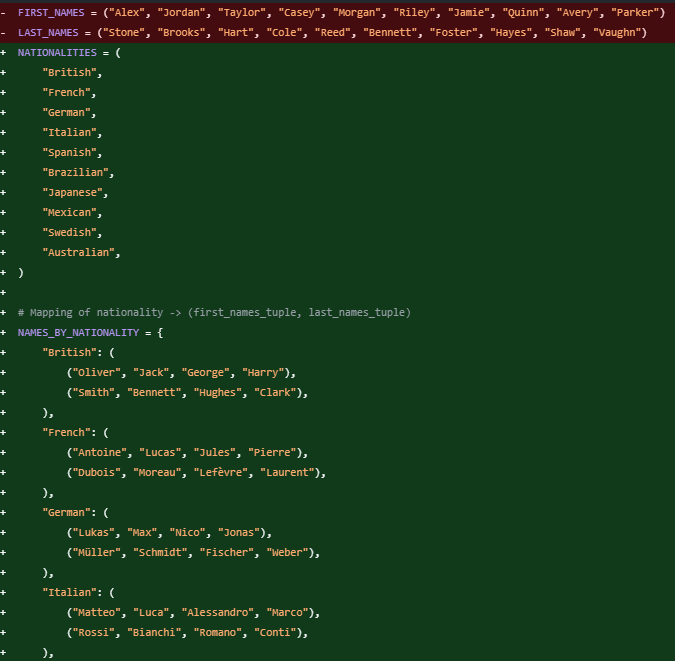 - FIRST_NAMES = ("Alex", "Jordan", "Taylor", "Casey", "Morgan", "Riley", "Jamie", "Quinn", "Avery", "Parker")
- LAST_NAMES = ("Stone", "Brooks", "Hart", "Cole", "Reed", "Bennett", "Foster", "Hayes", "Shaw", "Vaughn")
+ NATIONALITIES = (
+     "British",
+     "French",
+     "German",
+     "Italian",
+     "Spanish",
+     "Brazilian",
+     "Japanese",
+     "Mexican",
+     "Swedish",
+     "Australian",
+ )
+
+ # Mapping of nationality -> (first_names_tuple, last_names_tuple)
+ NAMES_BY_NATIONALITY = {
+     "British": (
+         ("Oliver", "Jack", "George", "Harry"),
+         ("Smith", "Bennett", "Hughes", "Clark"),
+     ),
+     "French": (
+         ("Antoine", "Lucas", "Jules", "Pierre"),
+         ("Dubois", "Moreau", "Lefèvre", "Laurent"),
+     ),
+     "German": (
+         ("Lukas", "Max", "Nico", "Jonas"),
+         ("Müller", "Schmidt", "Fischer", "Weber"),
+     ),
+     "Italian": (
+         ("Matteo", "Luca", "Alessandro", "Marco"),
+         ("Rossi", "Bianchi", "Romano", "Conti"),
+     ),